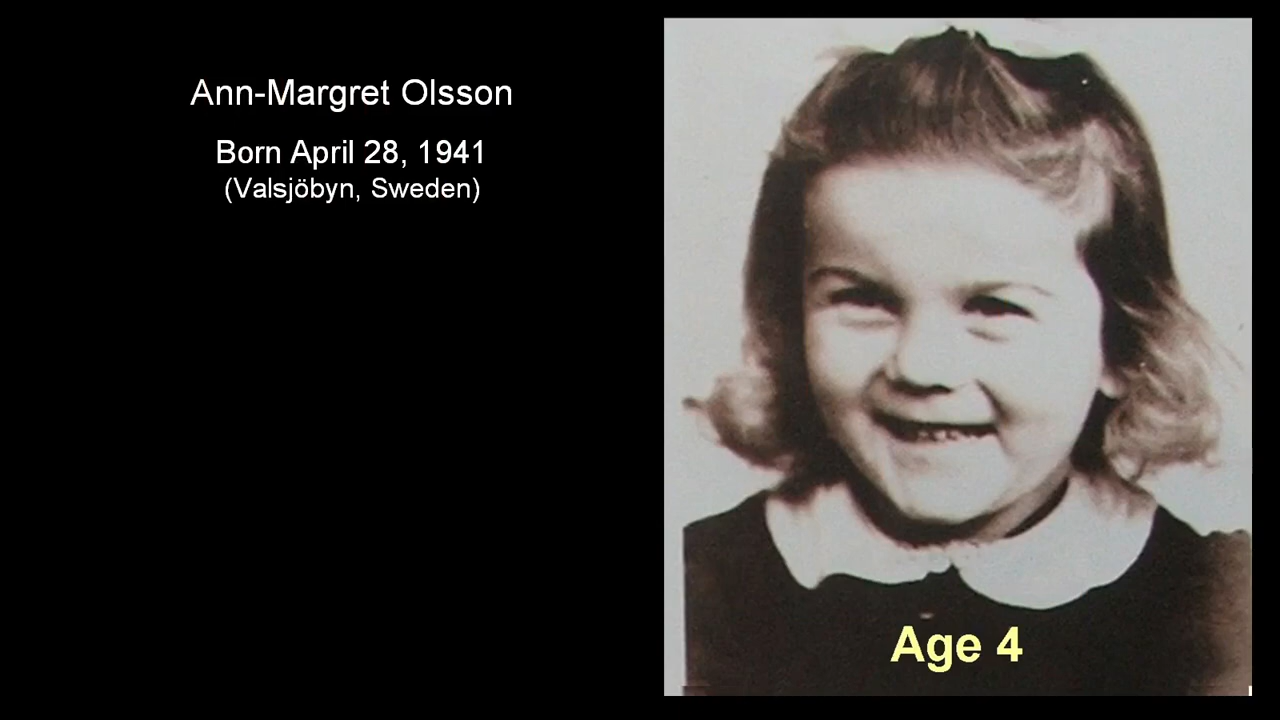 Ann-Margret Olsson
Born April 28, 1941
(Valsjöbyn, Sweden)
Age 4